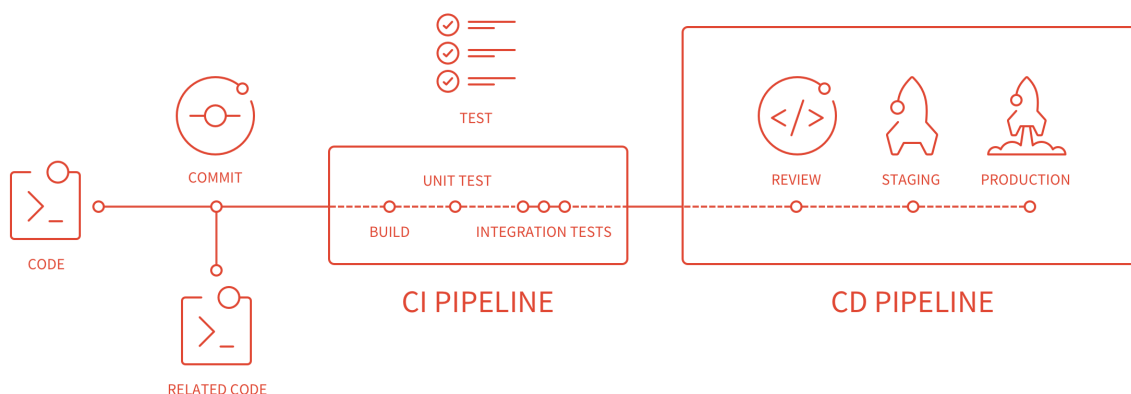 TEST
COMMIT
CODE
RELATED CODE
UNIT TEST
BUILD
INTEGRATION TESTS
CI PIPELINE
REVIEW
STAGING
PRODUCTION
CD PIPELINE